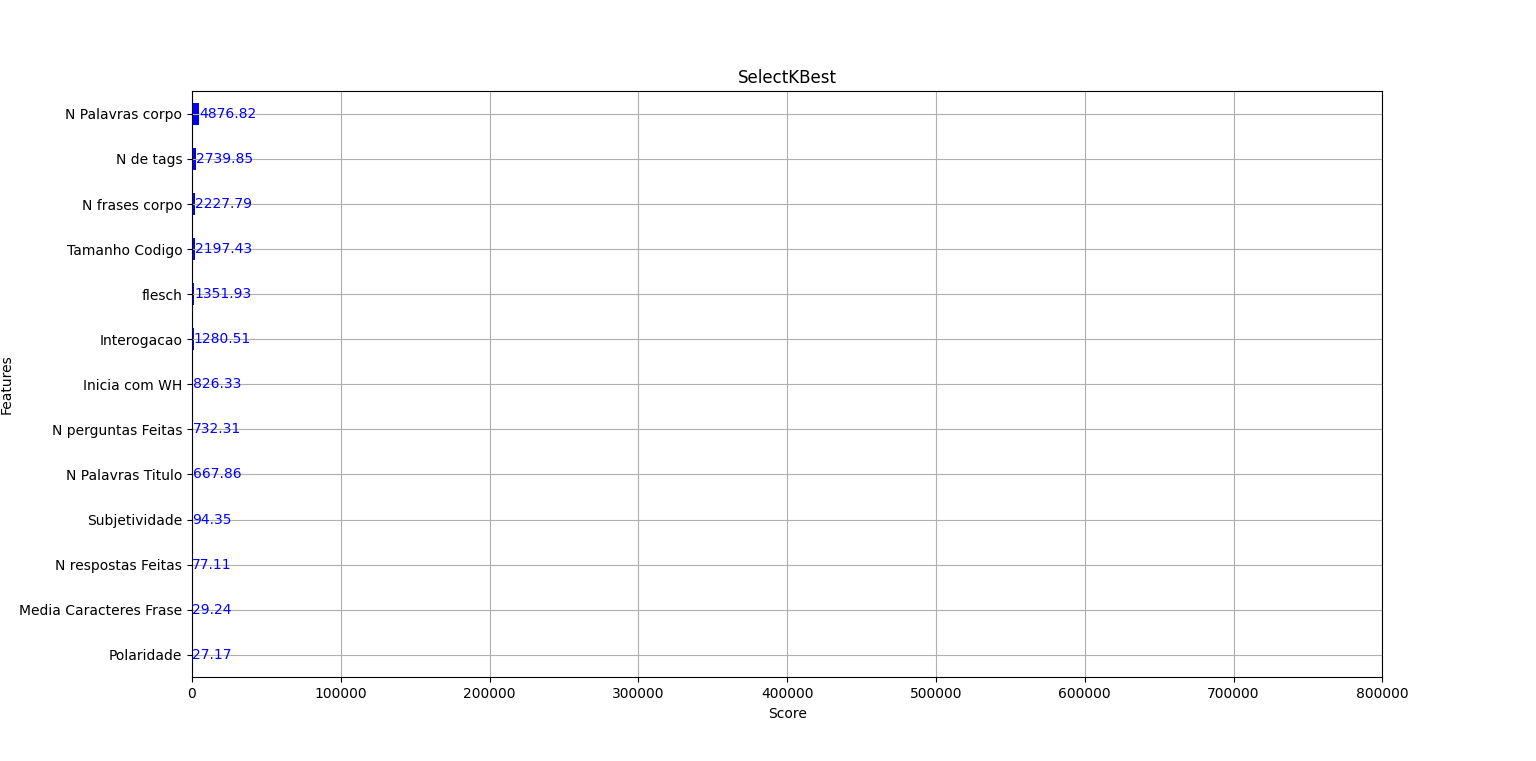 SelectKBest
N Palavras corpo 4876.82
N de tags 2739.85
N frases corpo 2227.79
Tamanho Codigo 2197.43
flesch 1351.93
Interogacao 1280.51
Inicia com WH 826.33
N perguntas Feitas 732.31
N Palavras Titulo 667.86
Subjetividade 94.35
N respostas Feitas 77.11
Media Caracteres Frase 29.24
Polaridade 27.17
Features
0 100000 200000 300000 400000 500000 600000 700000 800000
Score